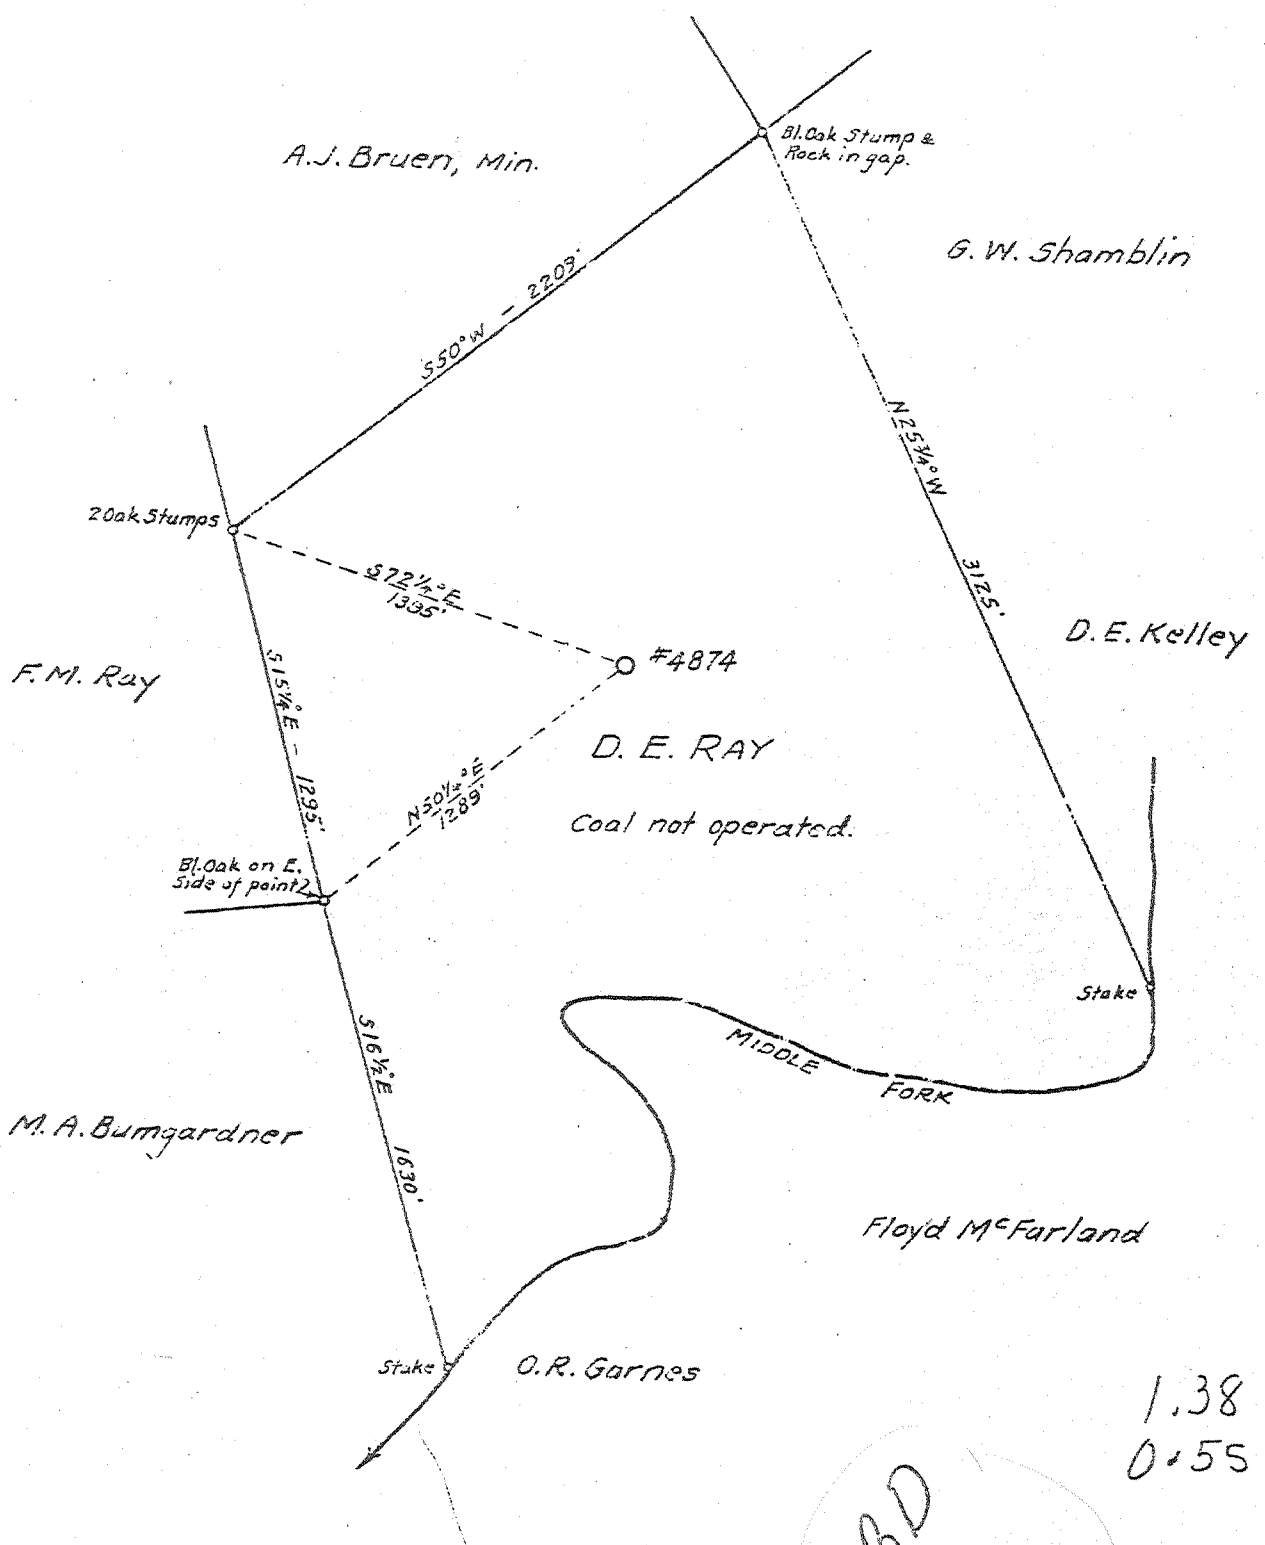 A.J. Bruen, Min.
Bl. Oak Stump &
Rock in gap.
G. W. Shamblin
S50°W - 2203'
N25¾°W
3125'
2 Oak Stumps
S72¼°E
1395'
#4874
D. E. Kelley
F. M. Ray
S15¼°E - 1295'
D. E. RAY
N50¼°E
1289'
Coal not operated.
Bl. Oak on E.
Side of point
Stake
MIDDLE FORK
S16½°E
1630'
M. A. Bumgardner
Floyd McFarland
Stake
O. R. Garnes
1.38
0.55